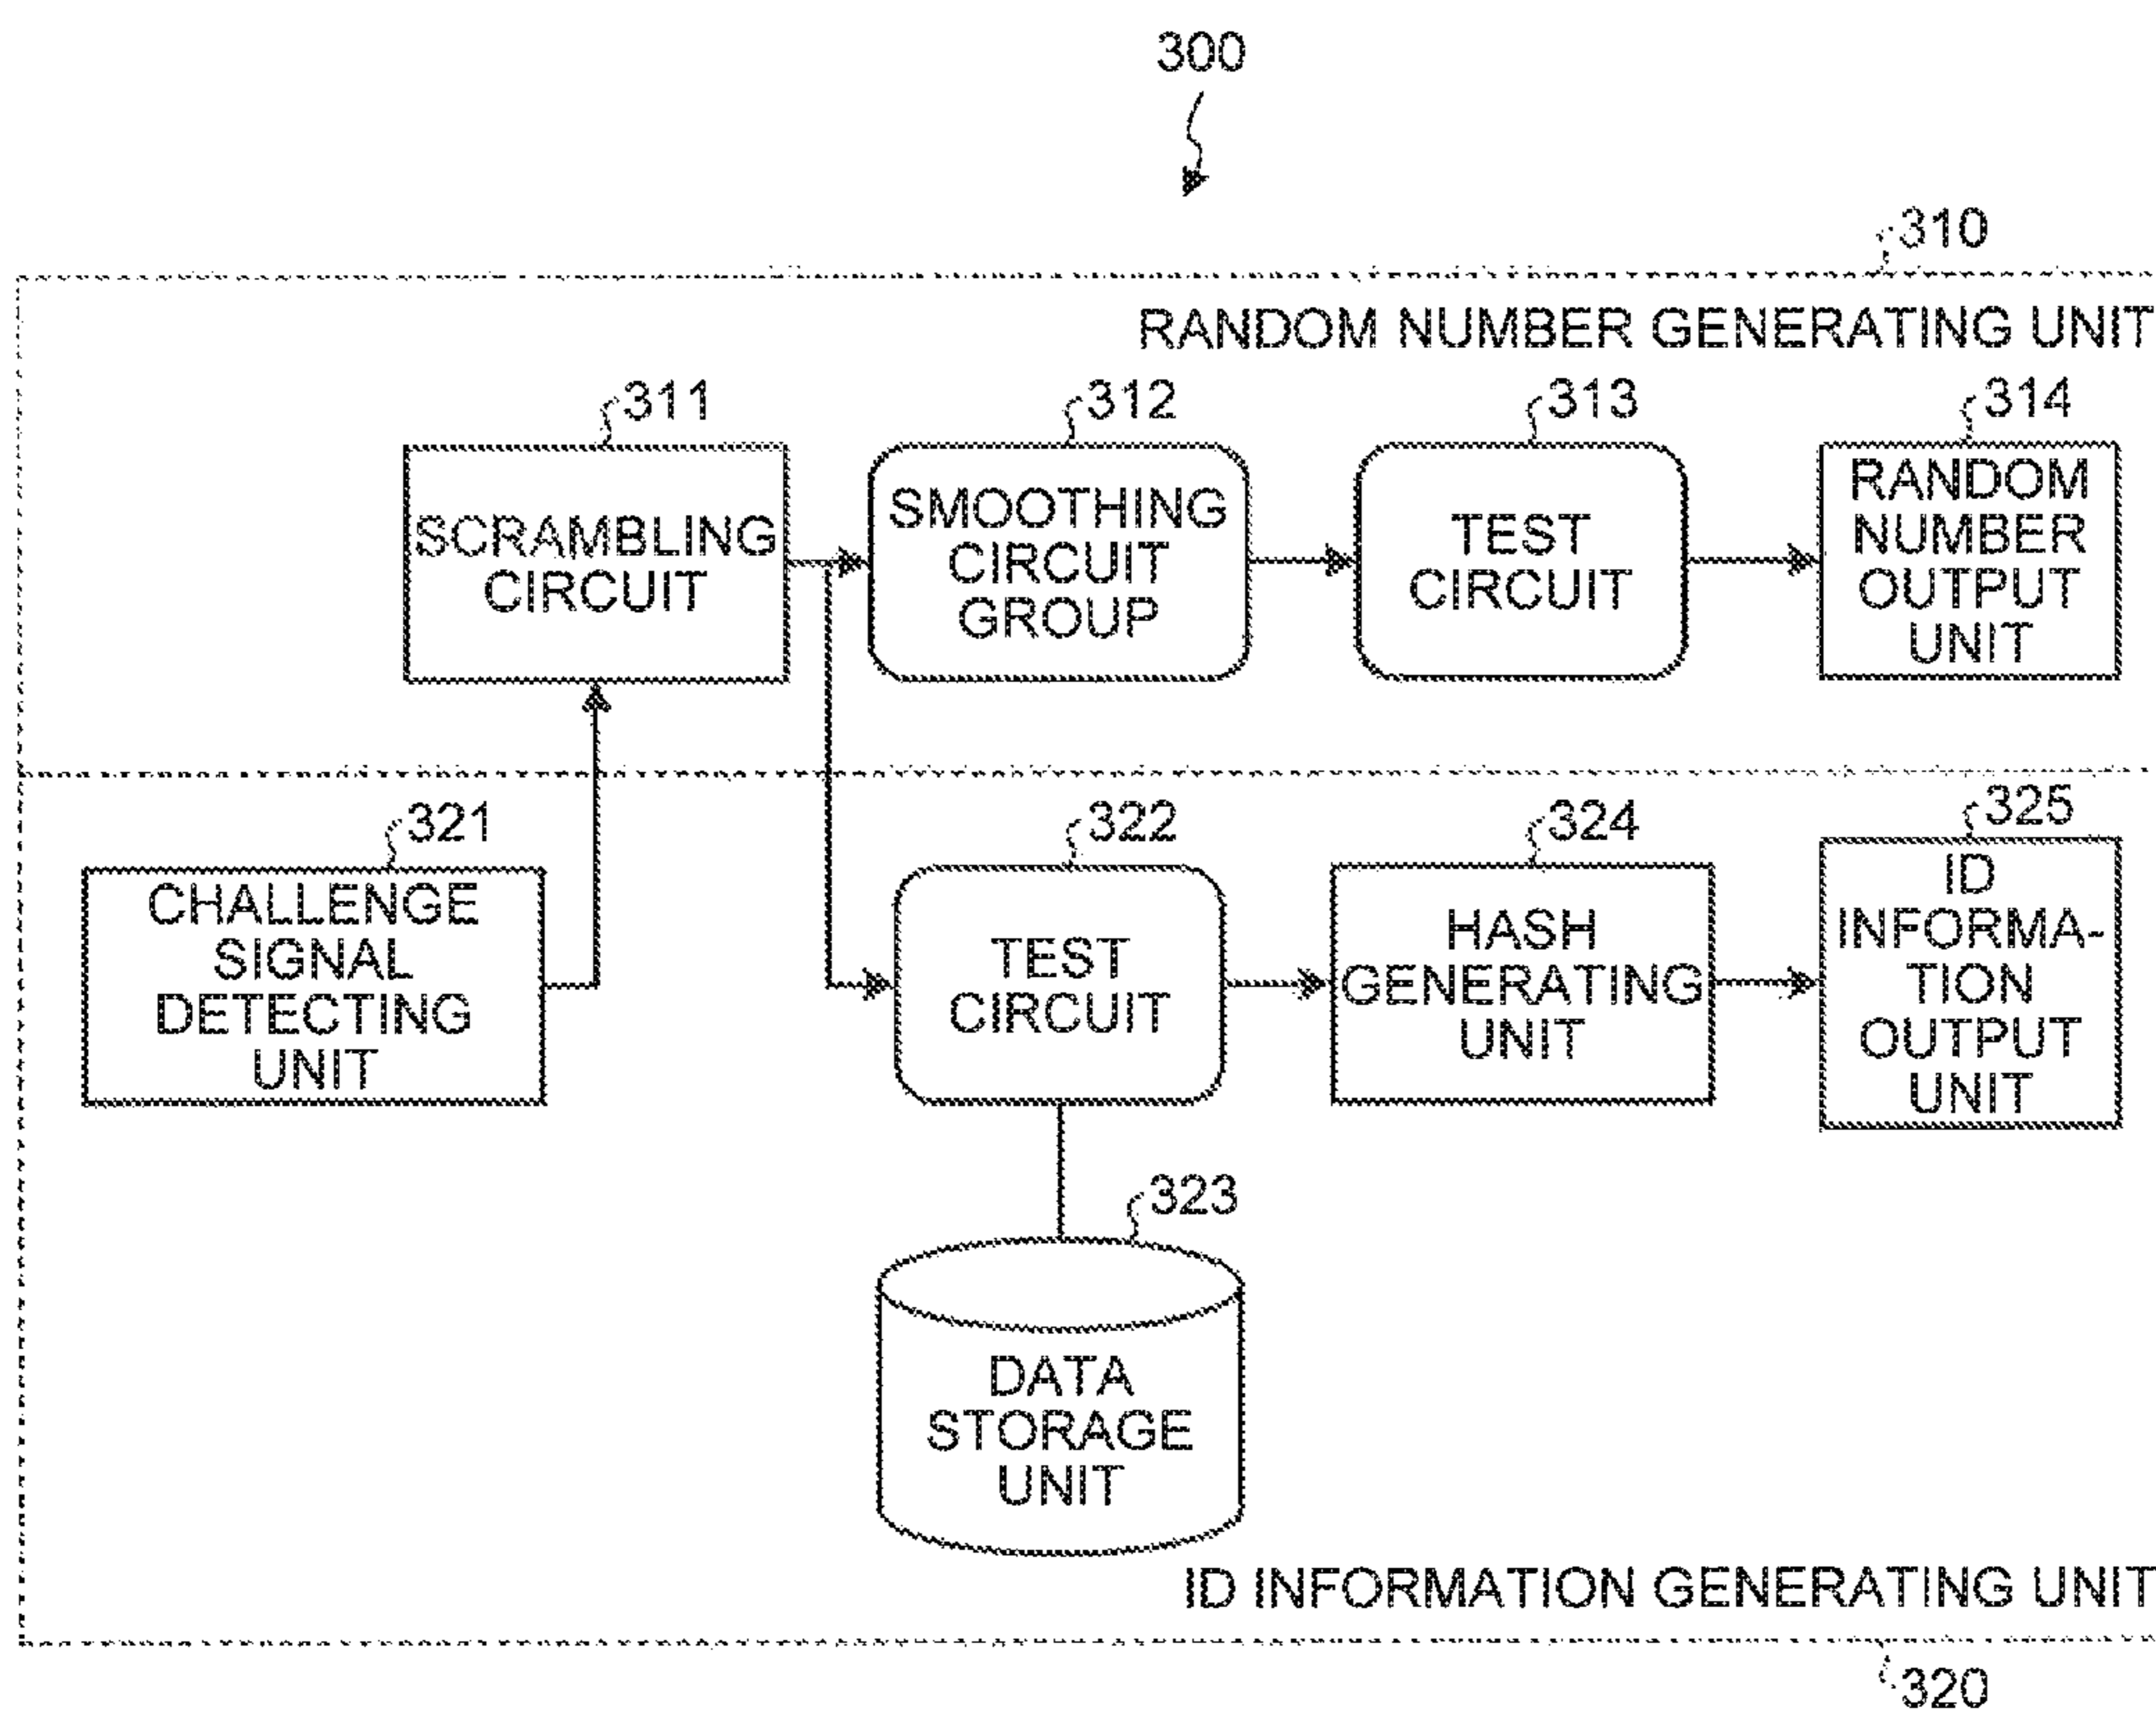 300
310
RANDOM NUMBER GENERATING UNIT
311
312
313
314
SCRAMBLING
CIRCUIT
SMOOTHING
CIRCUIT
GROUP
TEST
CIRCUIT
RANDOM
NUMBER
OUTPUT
UNIT
321
322
324
325
CHALLENGE
SIGNAL
DETECTING
UNIT
TEST
CIRCUIT
HASH
GENERATING
UNIT
ID
INFORMA-
TION
OUTPUT
UNIT
323
DATA
STORAGE
UNIT
ID INFORMATION GENERATING UNIT
320